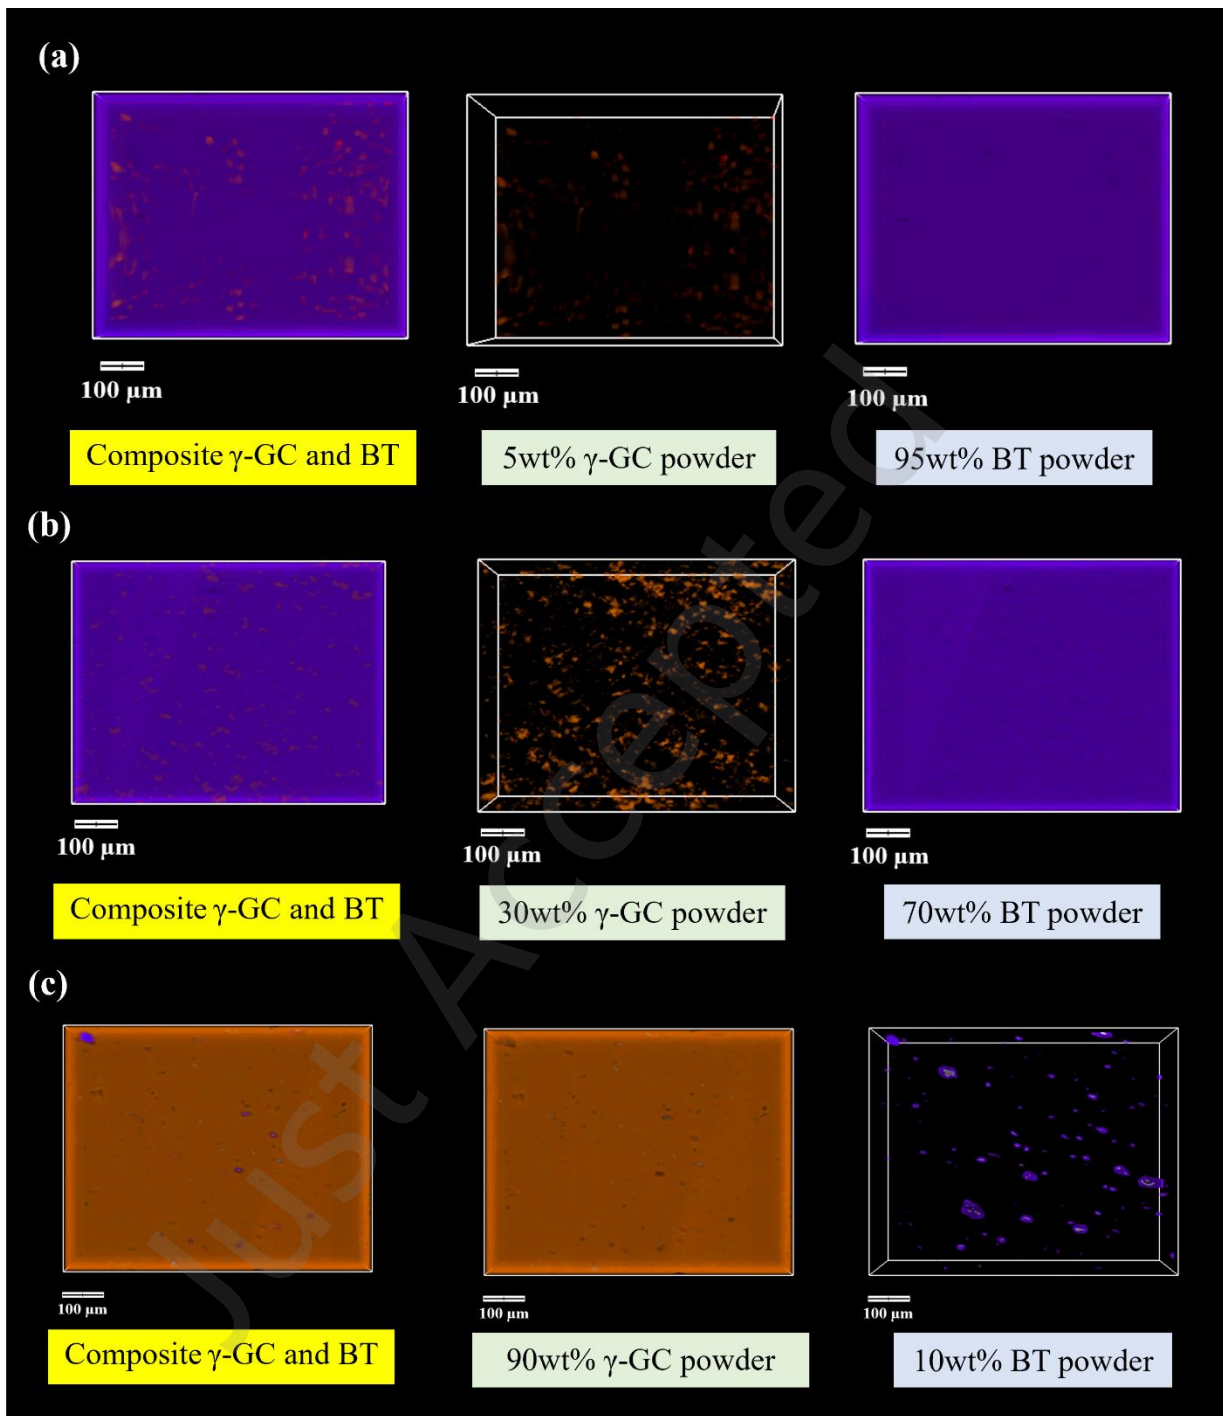 (a)
100 μm
100 μm
100 μm
Composite γ-GC and BT
5wt% γ-GC powder
95wt% BT powder
(b)
100 μm
100 μm
100 μm
Composite γ-GC and BT
30wt% γ-GC powder
70wt% BT powder
(c)
100 μm
100 μm
100 μm
Composite γ-GC and BT
90wt% γ-GC powder
10wt% BT powder
Just Accepted